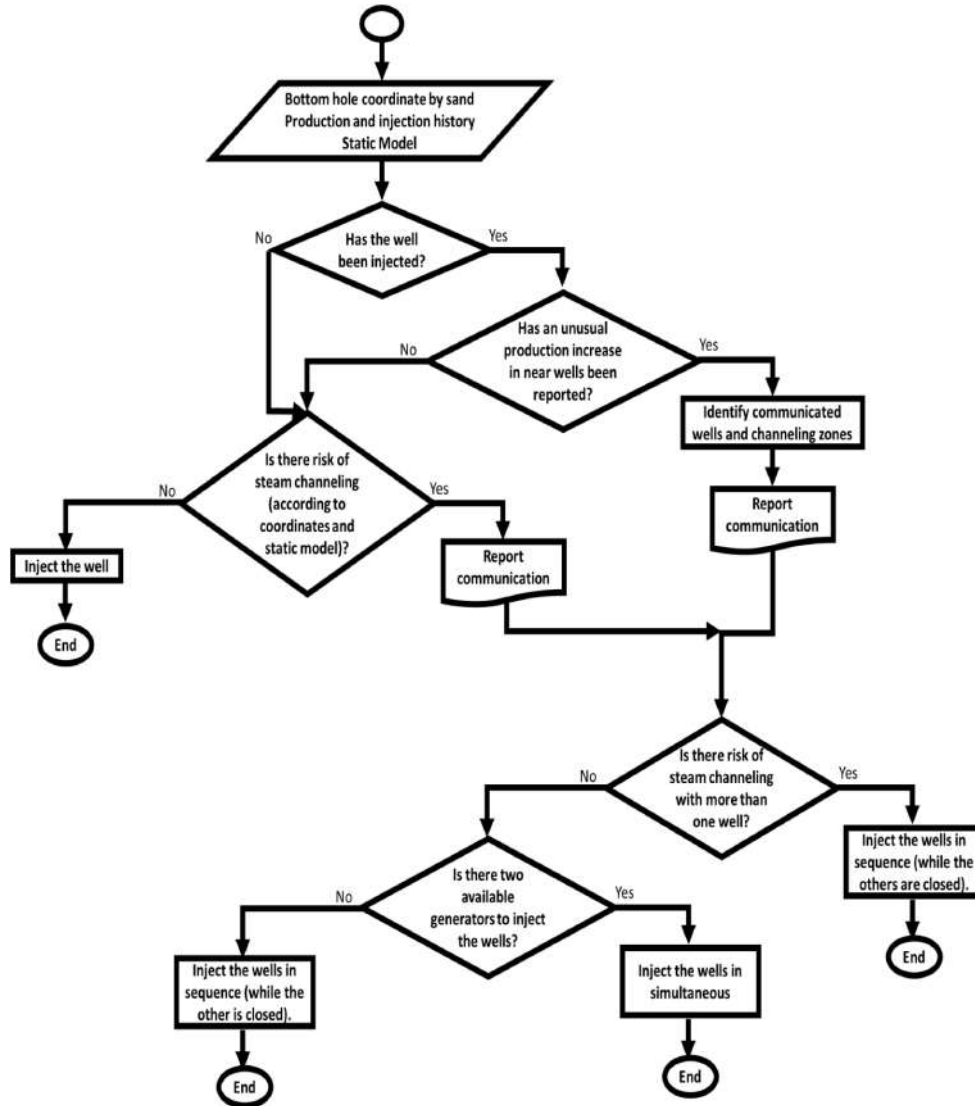 Bottom hole coordinate by sand
Production and injection history
Static Model
No
Has the well
been injected?
Yes
No
Has an unusual
production increase
in near wells been
reported?
Yes
Identify communicated
wells and channeling zones
No
Is there risk of
steam channeling
(according to
coordinates and
static model)?
Yes
Report
communication
Inject the well
Report
communication
End
No
Is there risk of
steam channeling
with more than
one well?
Yes
Inject the wells in
sequence (while the
others are closed).
No
Is there two
available
generators to inject
the wells?
Yes
End
Inject the wells in
sequence (while the
other is closed).
Inject the wells in
simultaneous
End
End